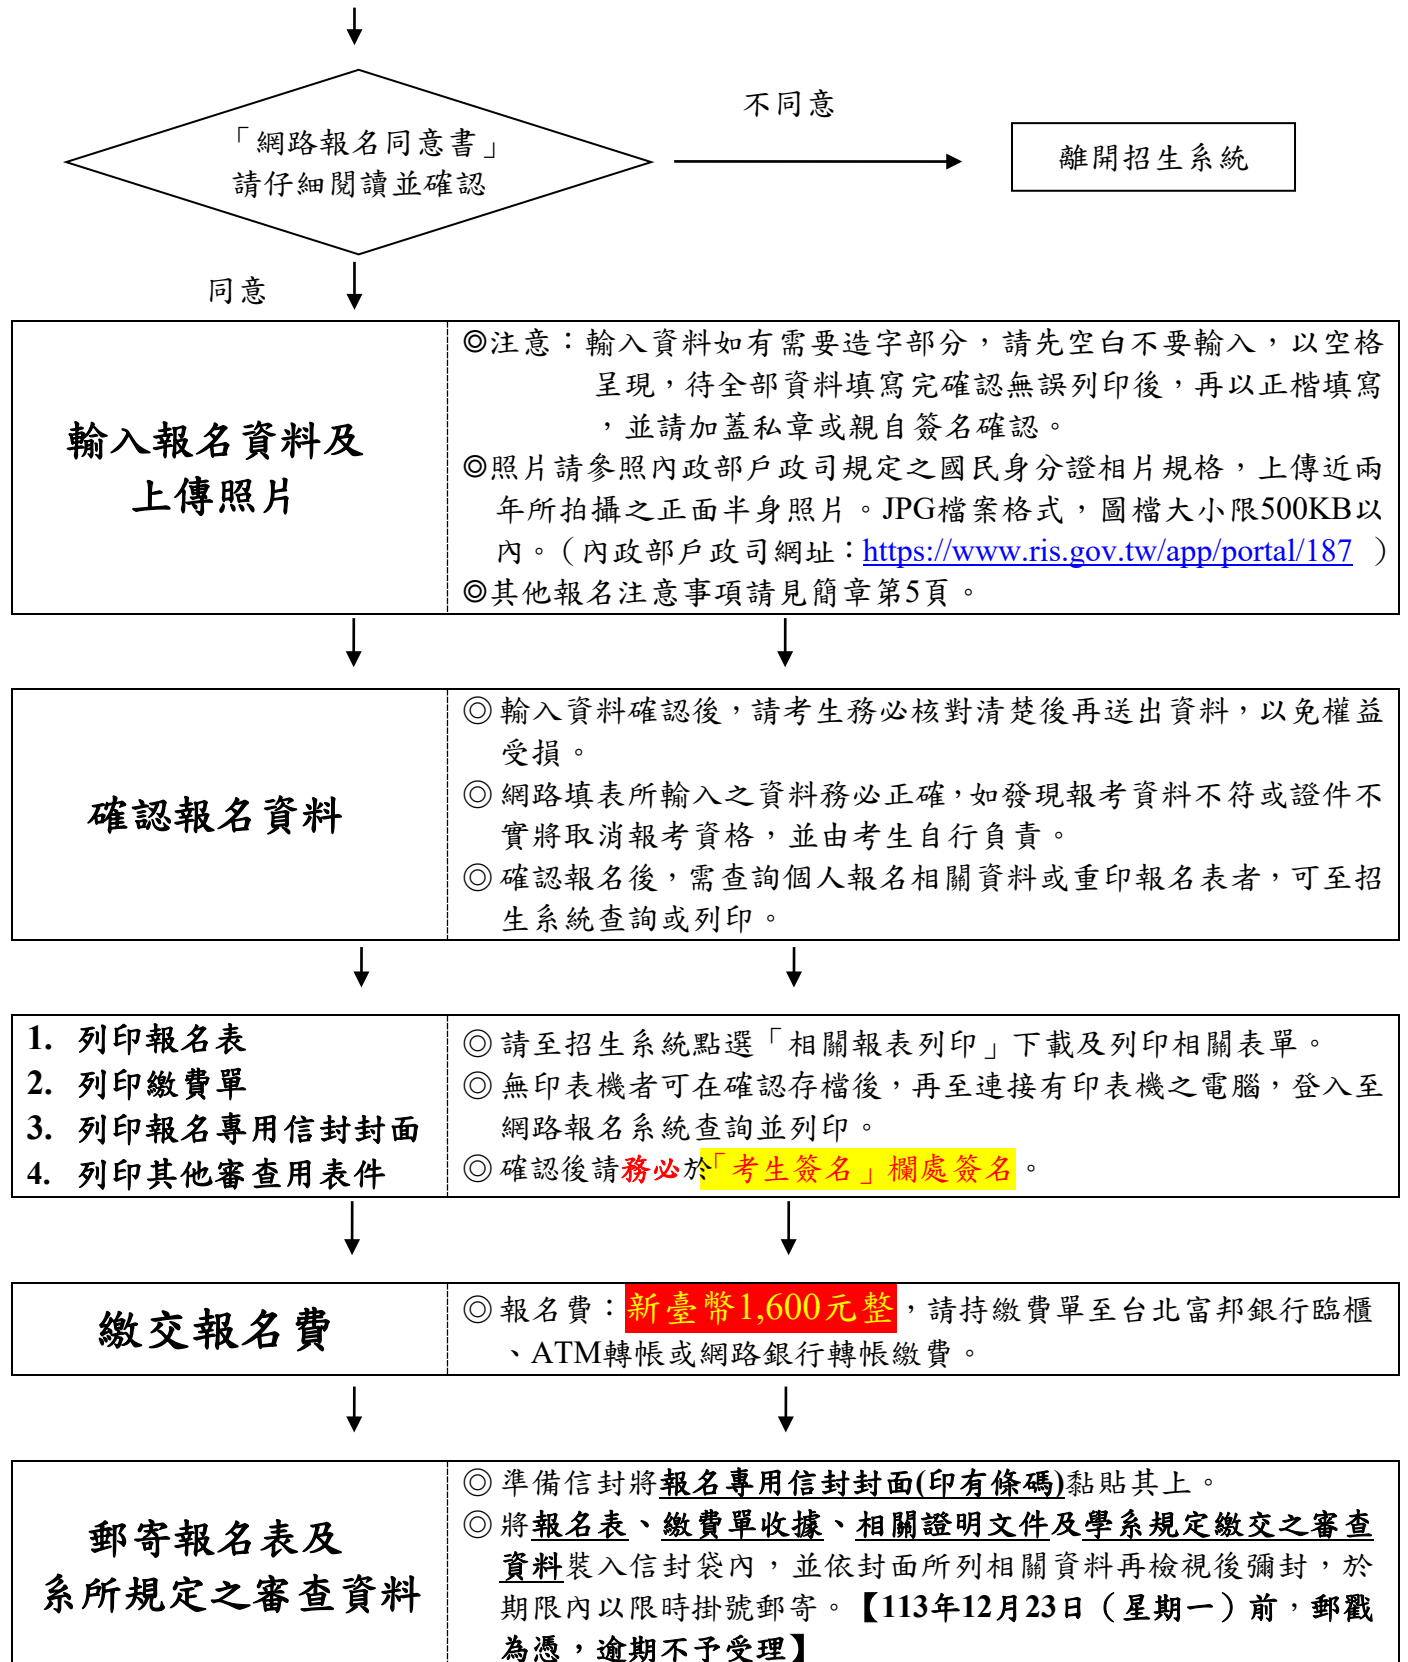 不同意
「網路報名同意書」
請仔細閱讀並確認
離開招生系統
同意
輸入報名資料及
上傳照片
◎注意：輸入資料如有需要造字部分，請先空白不要輸入，以空格
呈現，待全部資料填寫完確認無誤列印後，再以正楷填寫
，並請加蓋私章或親自簽名確認。
◎照片請參照內政部戶政司規定之國民身分證相片規格，上傳近兩
年所拍攝之正面半身照片。JPG檔案格式，圖檔大小限500KB以
內。（內政部戶政司網址：https://www.ris.gov.tw/app/portal/187 ）
◎其他報名注意事項請見簡章第5頁。
確認報名資料
◎輸入資料確認後，請考生務必核對清楚後再送出資料，以免權益
受損。
◎網路填表所輸入之資料務必正確，如發現報考資料不符或證件不
實將取消報考資格，並由考生自行負責。
◎確認報名後，需查詢個人報名相關資料或重印報名表者，可至招
生系統查詢或列印。
1. 列印報名表
2. 列印繳費單
3. 列印報名專用信封封面
4. 列印其他審查用表件
◎請至招生系統點選「相關報表列印」下載及列印相關表單。
◎無印表機者可在確認存檔後，再至連接有印表機之電腦，登入至
網路報名系統查詢並列印。
◎確認後請務必於「考生簽名」欄處簽名。
繳交報名費
◎報名費：新臺幣1,600元整，請持繳費單至台北富邦銀行臨櫃
、ATM轉帳或網路銀行轉帳繳費。
郵寄報名表及
系所規定之審查資料
◎準備信封將報名專用信封封面(印有條碼)黏貼其上。
◎將報名表、繳費單收據、相關證明文件及學系規定繳交之審查
資料裝入信封袋內，並依封面所列相關資料再檢視後彌封，於
期限內以限時掛號郵寄。【113年12月23日（星期一）前，郵戳
為憑，逾期不予受理】